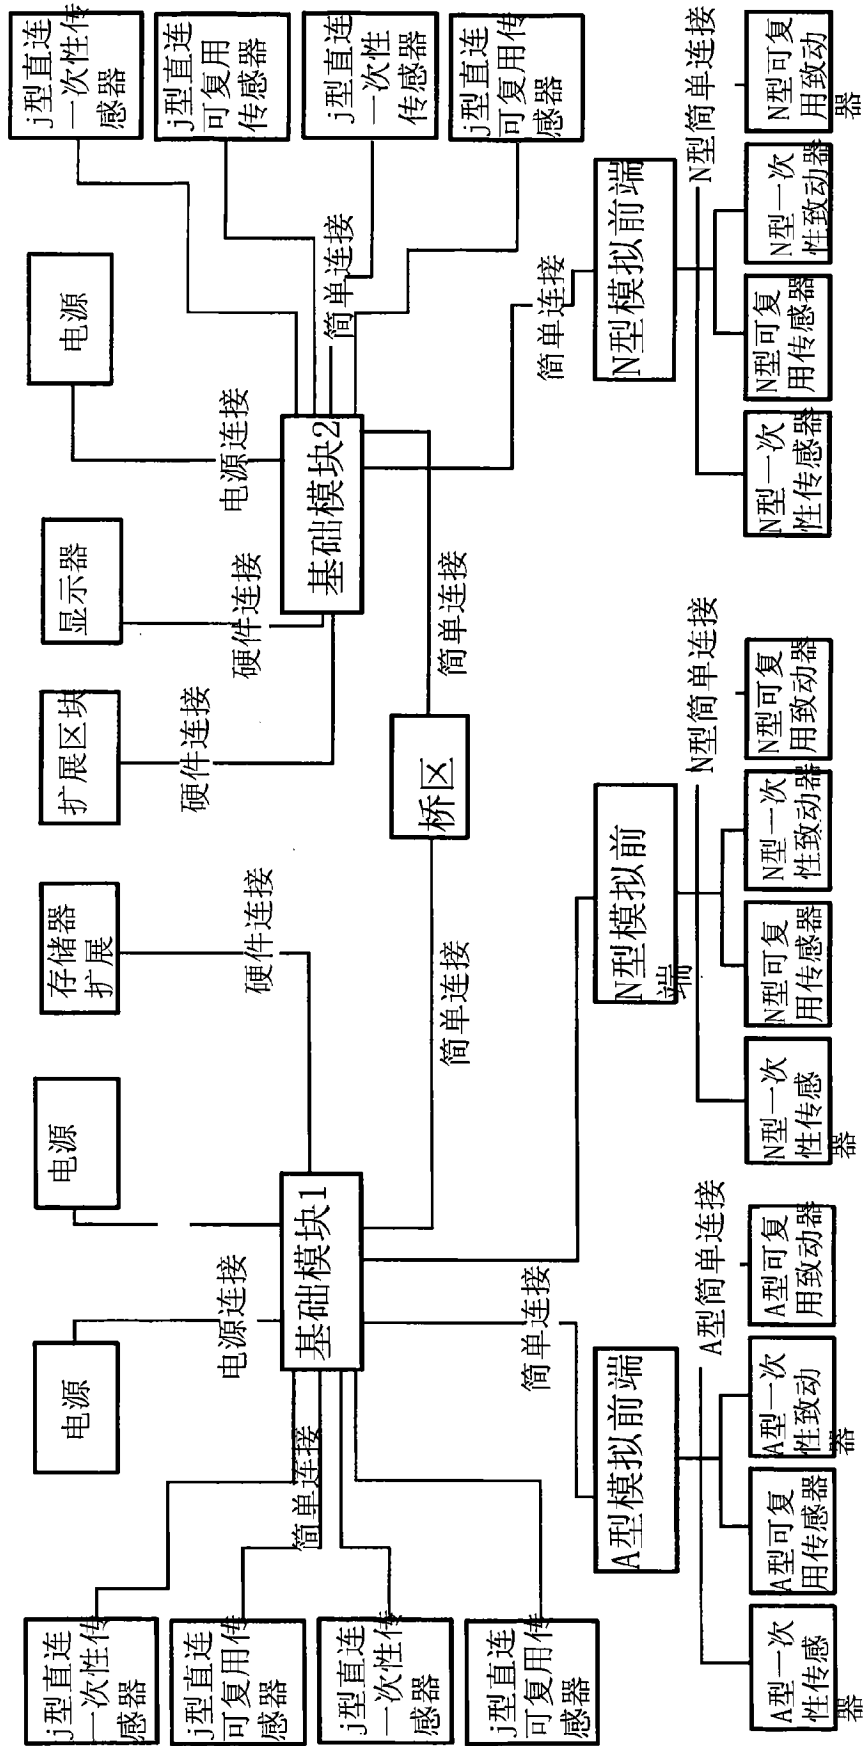 j型直连
一次性传
感器
电源
电源
存储器
扩展
扩展区块
显示器
电源
j型直连
一次性传
感器
j型直连
可复用传
感器
电源连接
硬件连接
硬件连接
硬件连接
电源连接
j型直连
可复用
传感器
简单连接
基础模块1
基础模块2
简单连接
j型直连
一次性传
感器
j型直连
一次性
传感器
j型直连
可复用传
感器
简单连接
桥区
简单连接
j型直连
可复用传
感器
简单连接
简单连接
A型模拟前端
N型模拟前
端
N型模拟前端
A型简单连接
N型简单连接
N型简单连接
A型一次
性传感
器
A型可复
用传感器
A型一次
性致动
器
A型可复
用致动器
N型一次
性传感
器
N型可复
用传感器
N型一次
性致动器
N型可复
用致动器
N型一次
性传感器
N型可复
用传感器
N型一次
性致动器
N型可复
用致动
器